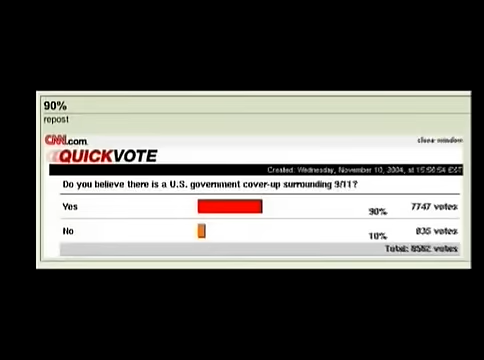 90%
repost
CNN.com
close window
QUICKVOTE
Created: Wednesday, November 10, 2004, at 15:56:54 EST
Do you believe there is a U.S. government cover-up surrounding 9/11?
Yes 90% 7747 votes
No 10% 835 votes
Total: 8582 votes